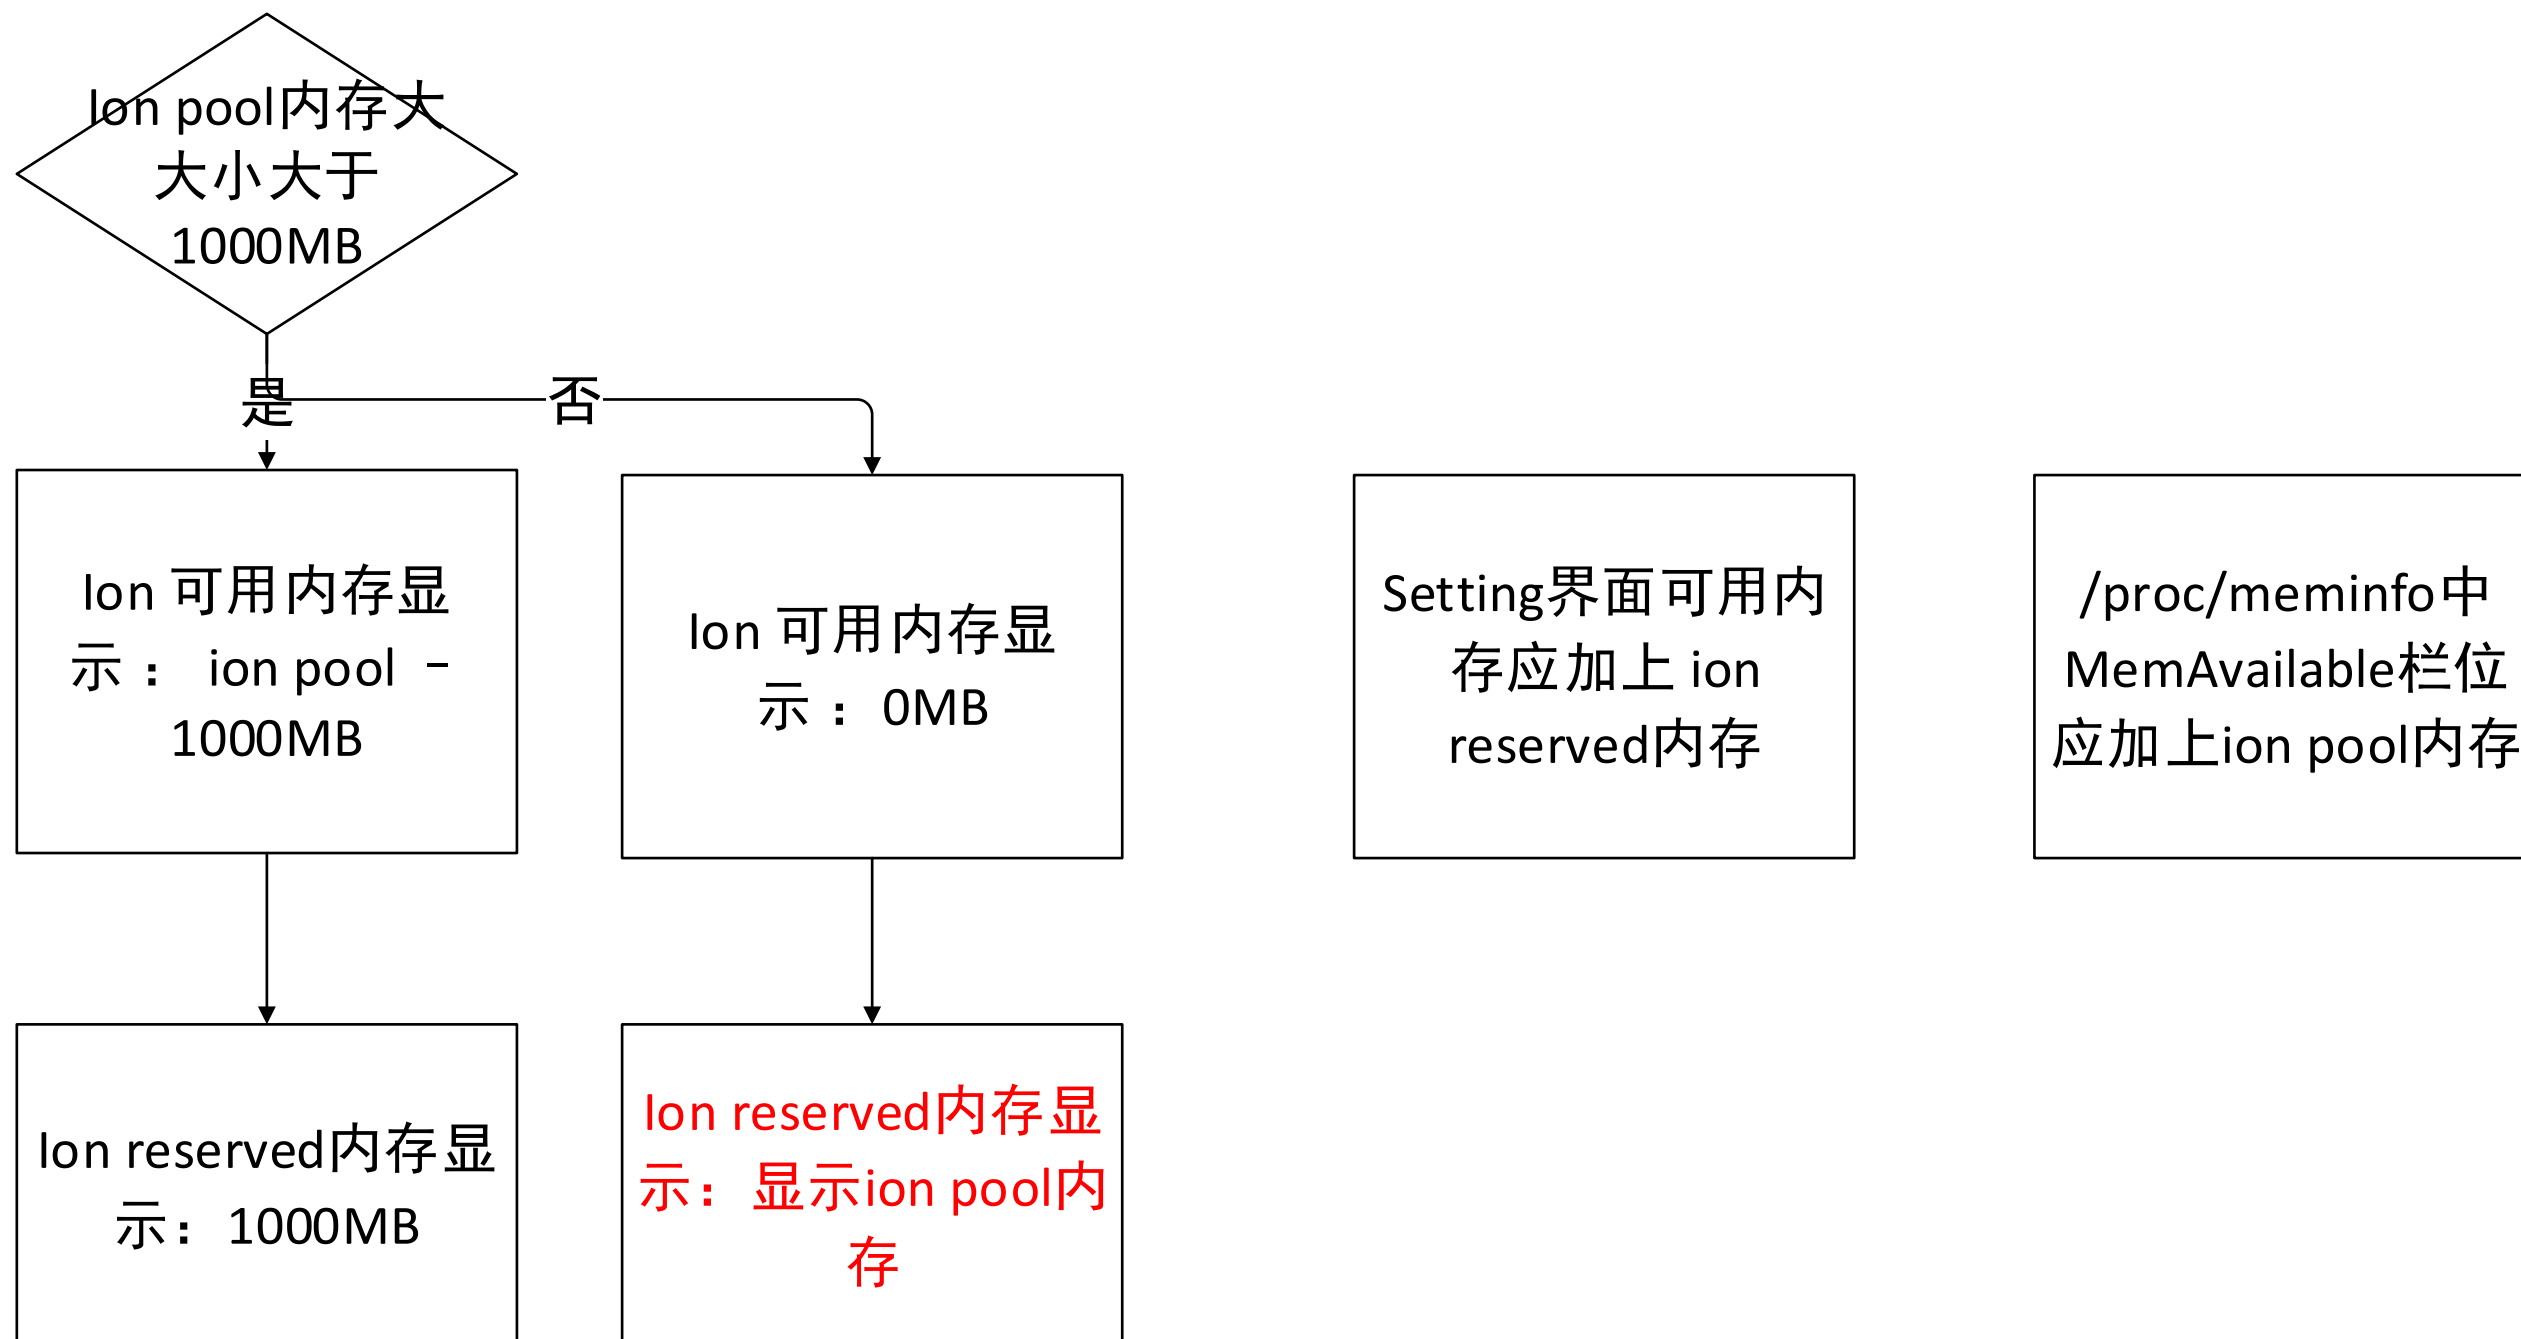 Ion pool内存大
大小大于
1000MB
是
否
Ion 可用内存显
示： ion pool －
1000MB
Ion 可用内存显
示：0MB
Setting界面可用内
存应加上 ion
reserved内存
/proc/meminfo中
MemAvailable栏位
应加上ion pool内存
Ion reserved内存显
示：1000MB
Ion reserved内存显
示：显示ion pool内
存